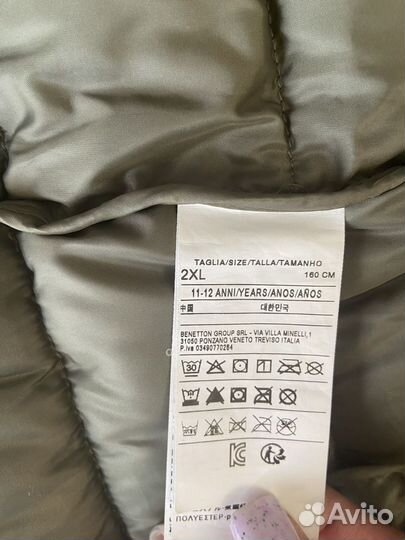 TAGLIA/SIZE/TALLA/TAMANHO
2XL 160 CM
11-12 ANNI/YEARS/ANOS/AÑOS
中国 대한민국
BENETTON GROUP SRL - VIA VILLA MINELLI,1
31050 PONZANO VENETO TREVISO ITALIA
P.iva 03490770264
30
ПОЛИЭСТЕР
Avito